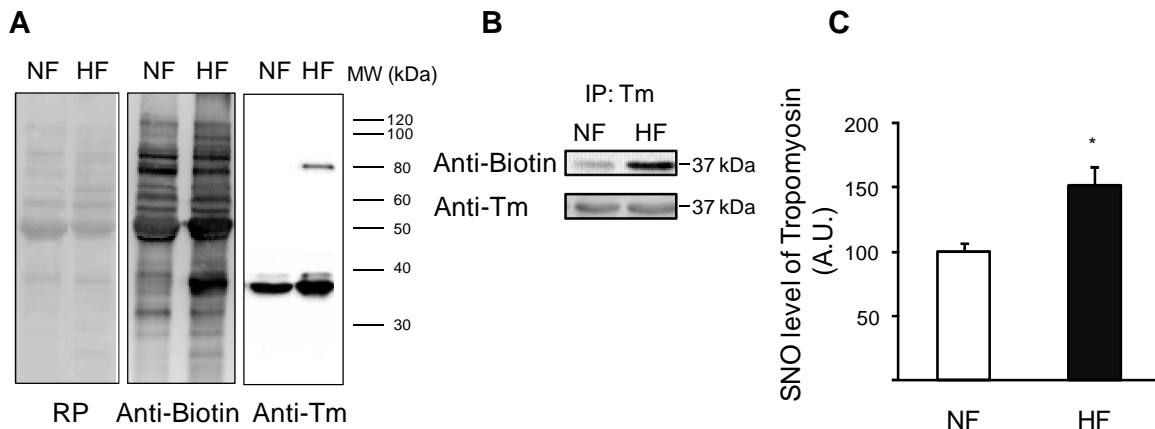 A
NF HF NF HF NF HF MW (kDa)
120
100
80
60
50
40
30
RP Anti-Biotin Anti-Tm
B
IP: Tm
NF HF
Anti-Biotin 37 kDa
Anti-Tm 37 kDa
C
SNO level of Tropomyosin
(A.U.)
200
150
100
50
*
NF HF